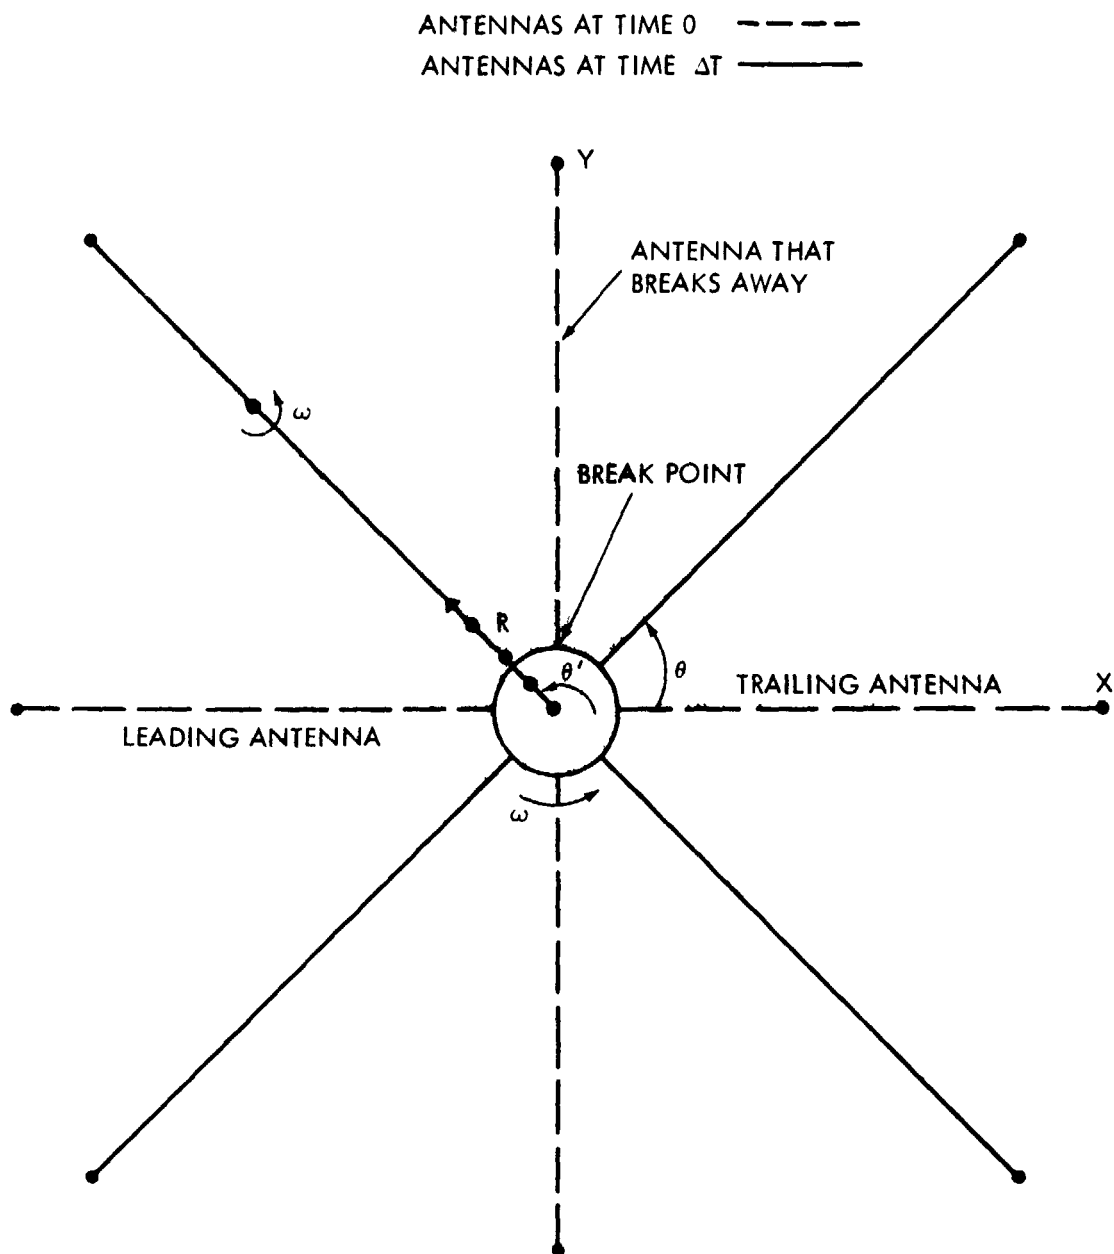 ANTENNAS AT TIME 0
ANTENNAS AT TIME ΔT
Y
ANTENNA THAT
BREAKS AWAY
ω
BREAK POINT
R
θ'
θ
TRAILING ANTENNA
X
LEADING ANTENNA
ω